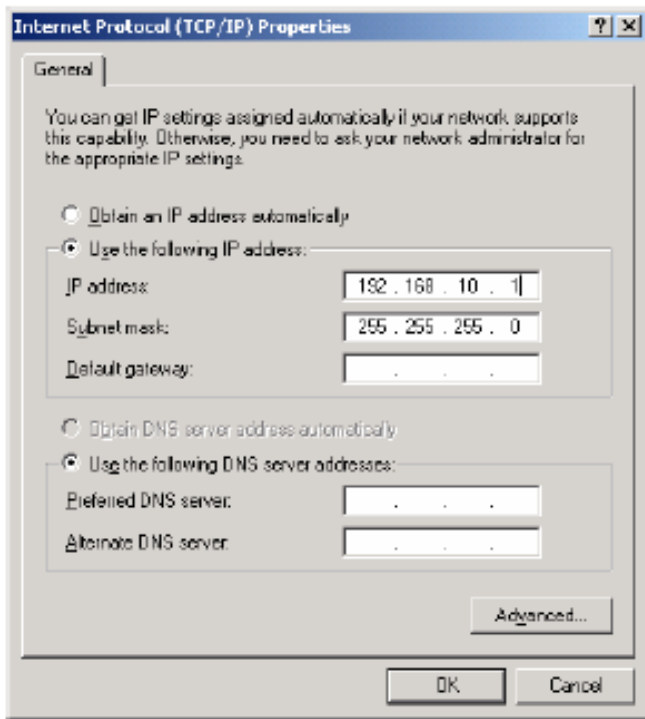 Internet Protocol (TCP/IP) Properties
General
You can get IP settings assigned automatically if your network supports
this capability. Otherwise, you need to ask your network administrator for
the appropriate IP settings.
Obtain an IP address automatically
Use the following IP address:
IP address: 192 . 168 . 10 . 1
Subnet mask: 255 . 255 . 255 . 0
Default gateway: . . .
Obtain DNS server address automatically
Use the following DNS server addresses:
Preferred DNS server: . . .
Alternate DNS server: . . .
Advanced...
OK Cancel